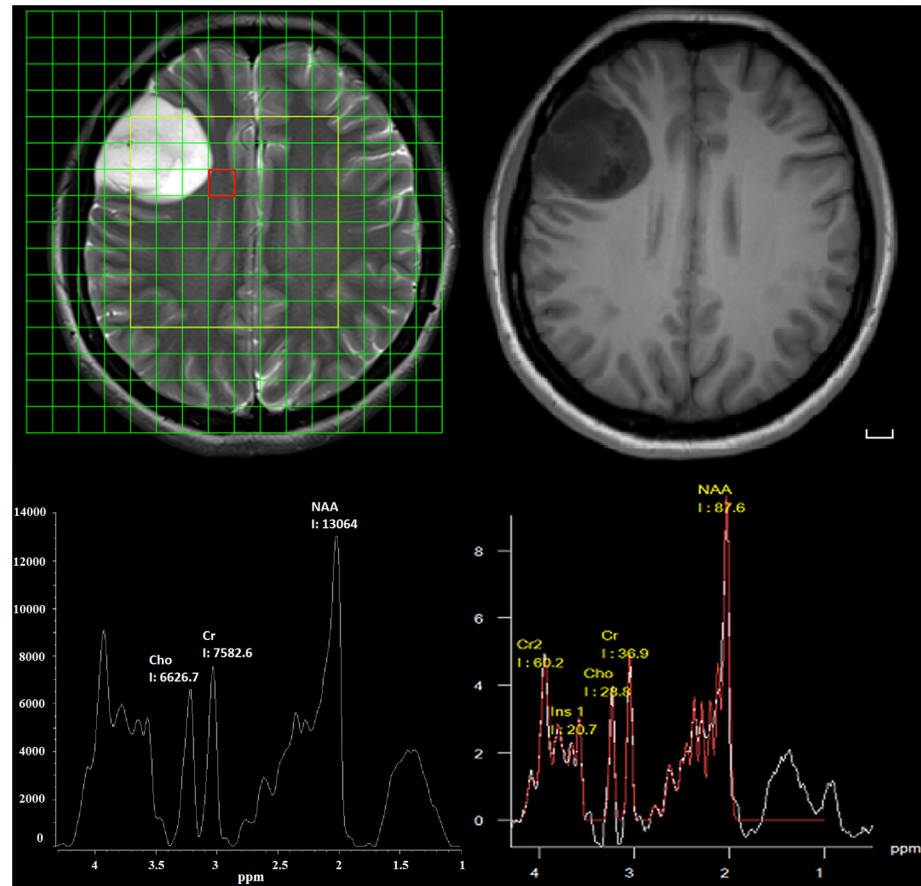 14000
12000
10000
8000
6000
4000
2000
0
NAA
I: 13064
Cho
I: 6626.7
Cr
I: 7582.6
4
3.5
3
2.5
2
1.5
1
ppm
NAA
I : 87.6
8
6
4
2
0
Cr2
I : 60.2
Cr
I : 36.9
Cho
I : 28.8
Ins 1
I : 20.7
4
3
2
1
ppm